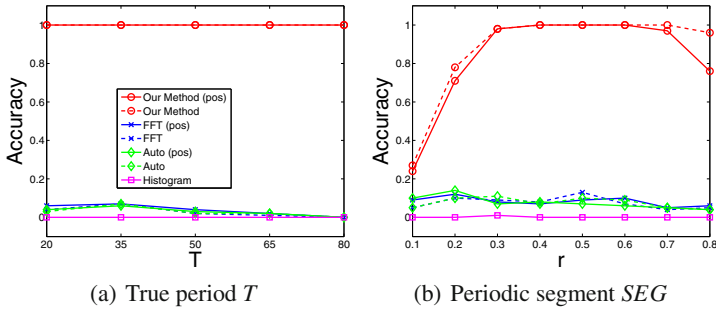 1
0.8
0.6
0.4
0.2
0
Accuracy
20 35 50 65 80
T
Our Method (pos)
Our Method
FFT (pos)
FFT
Auto (pos)
Auto
Histogram
(a) True period T
1
0.8
0.6
0.4
0.2
0
Accuracy
0.1 0.2 0.3 0.4 0.5 0.6 0.7 0.8
r
(b) Periodic segment SEG